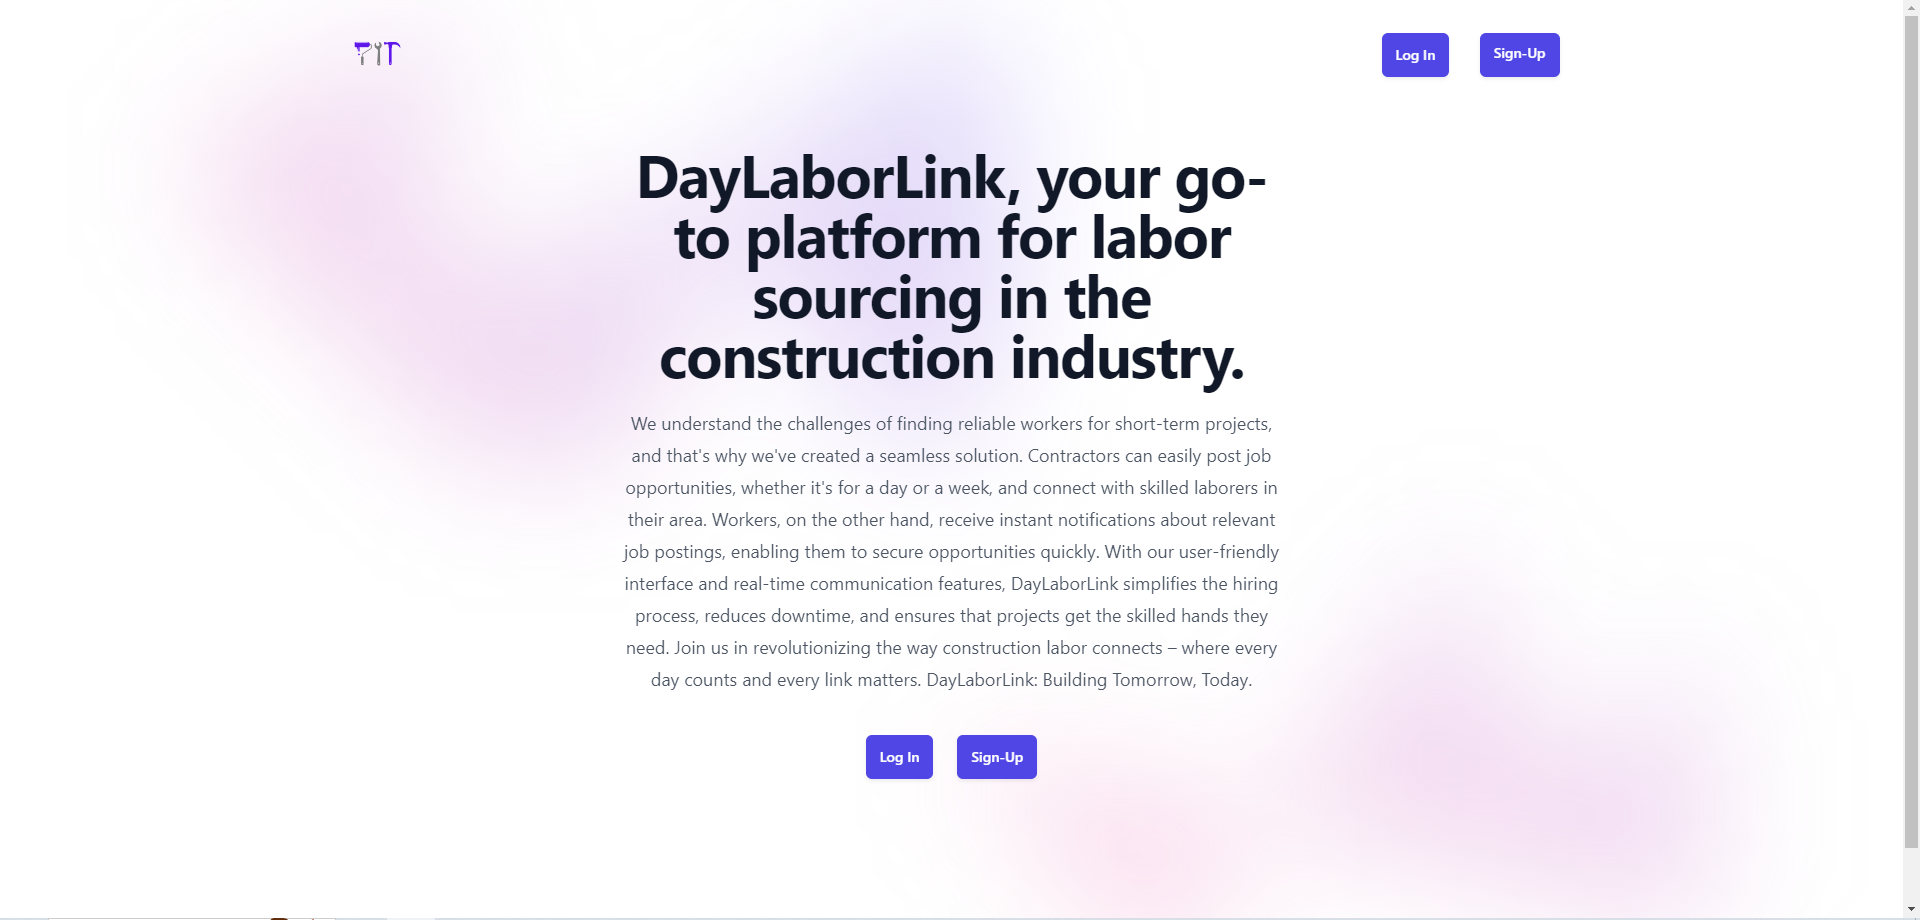 Log In
Sign-Up
DayLaborLink, your go-
to platform for labor
sourcing in the
construction industry.
We understand the challenges of finding reliable workers for short-term projects,
and that's why we've created a seamless solution. Contractors can easily post job
opportunities, whether it's for a day or a week, and connect with skilled laborers in
their area. Workers, on the other hand, receive instant notifications about relevant
job postings, enabling them to secure opportunities quickly. With our user-friendly
interface and real-time communication features, DayLaborLink simplifies the hiring
process, reduces downtime, and ensures that projects get the skilled hands they
need. Join us in revolutionizing the way construction labor connects – where every
day counts and every link matters. DayLaborLink: Building Tomorrow, Today.
Log In
Sign-Up